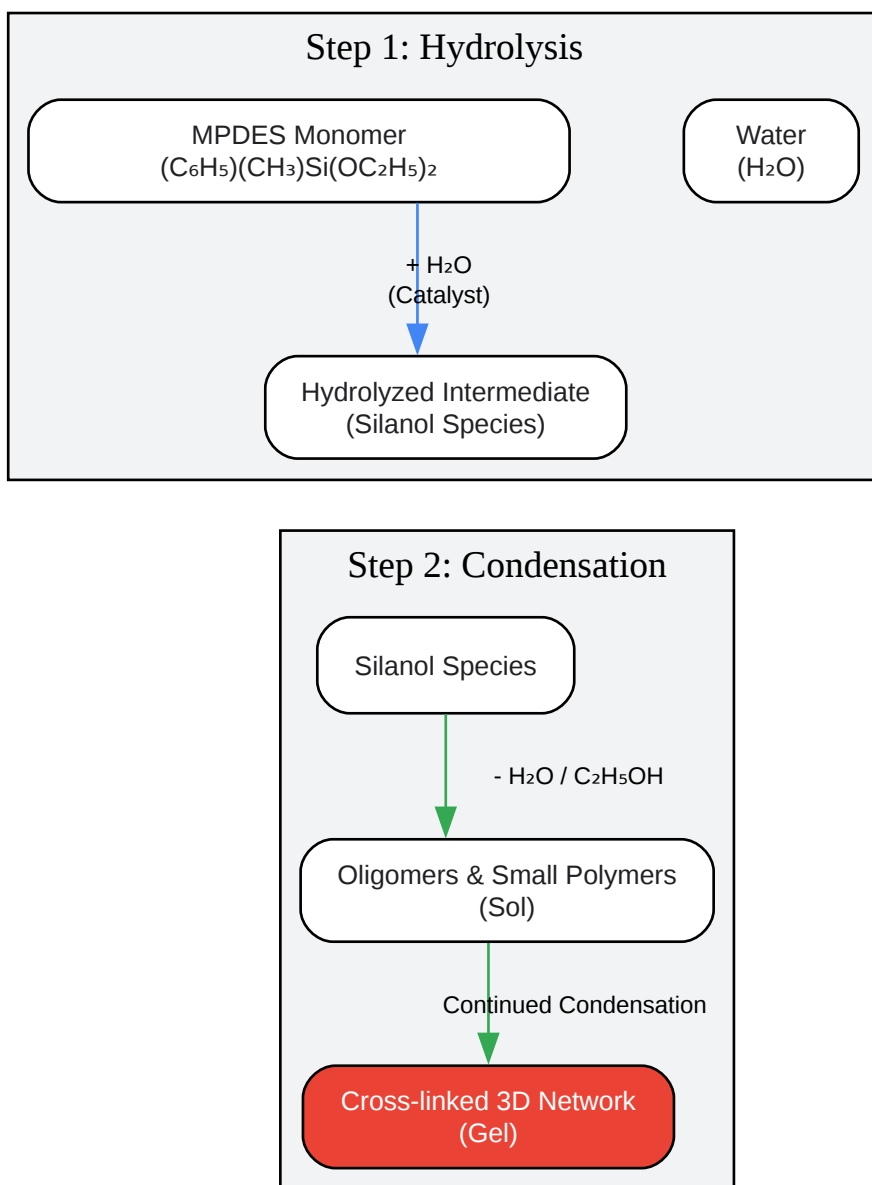 Step 1: Hydrolysis
MPDES Monomer
(C₆H₅)(CH₃)Si(OC₂H₅)₂
Water
(H₂O)
+ H₂O
(Catalyst)
Hydrolyzed Intermediate
(Silanol Species)
Step 2: Condensation
Silanol Species
- H₂O / C₂H₅OH
Oligomers & Small Polymers
(Sol)
Continued Condensation
Cross-linked 3D Network
(Gel)